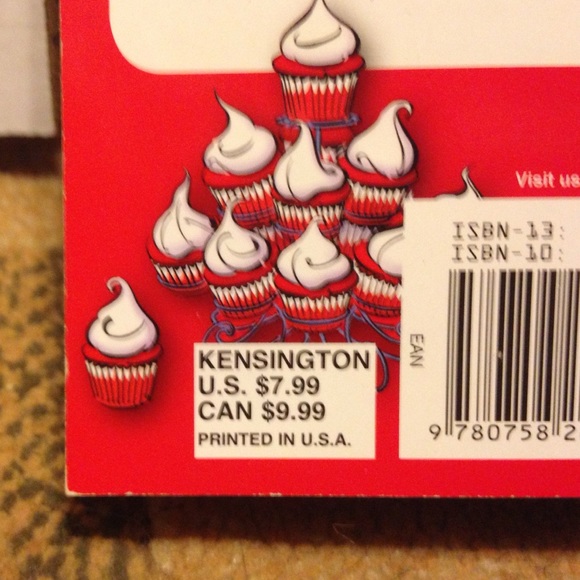 Visit us
ISBN-13:
ISBN-10:
EAN
KENSINGTON
U.S. $7.99
CAN $9.99
PRINTED IN U.S.A.
9 780758 2